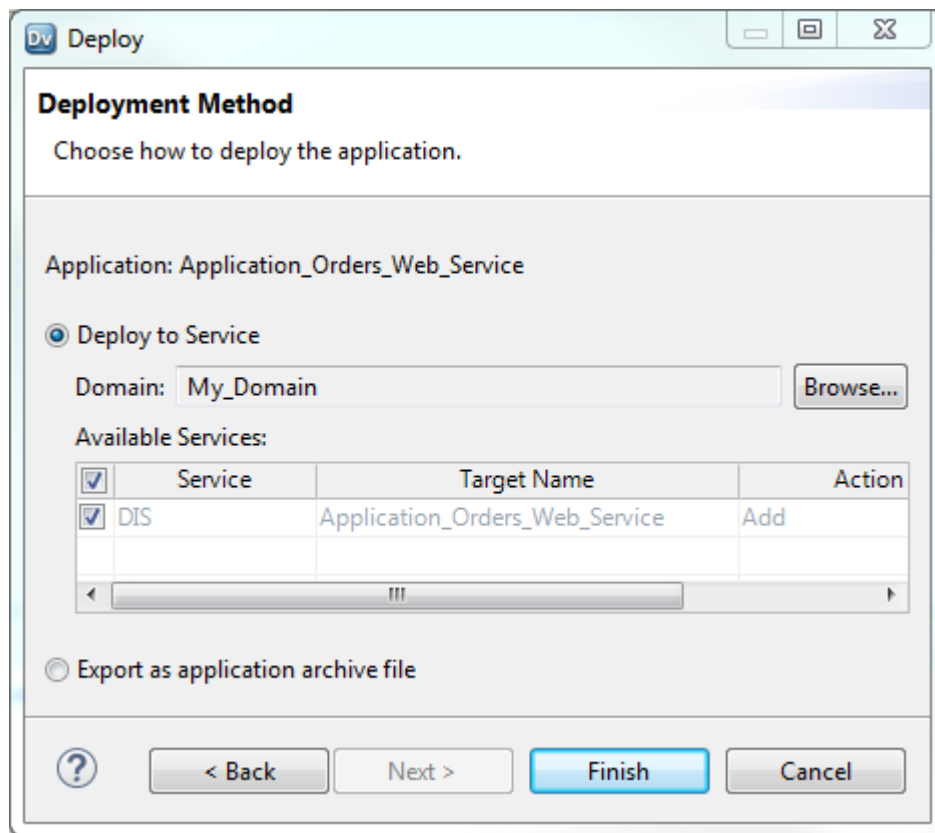 Dv Deploy
Deployment Method
Choose how to deploy the application.
Application: Application_Orders_Web_Service
Deploy to Service
Domain: My_Domain Browse...
Available Services:
Service Target Name Action
DIS Application_Orders_Web_Service Add
Export as application archive file
? < Back Next > Finish Cancel